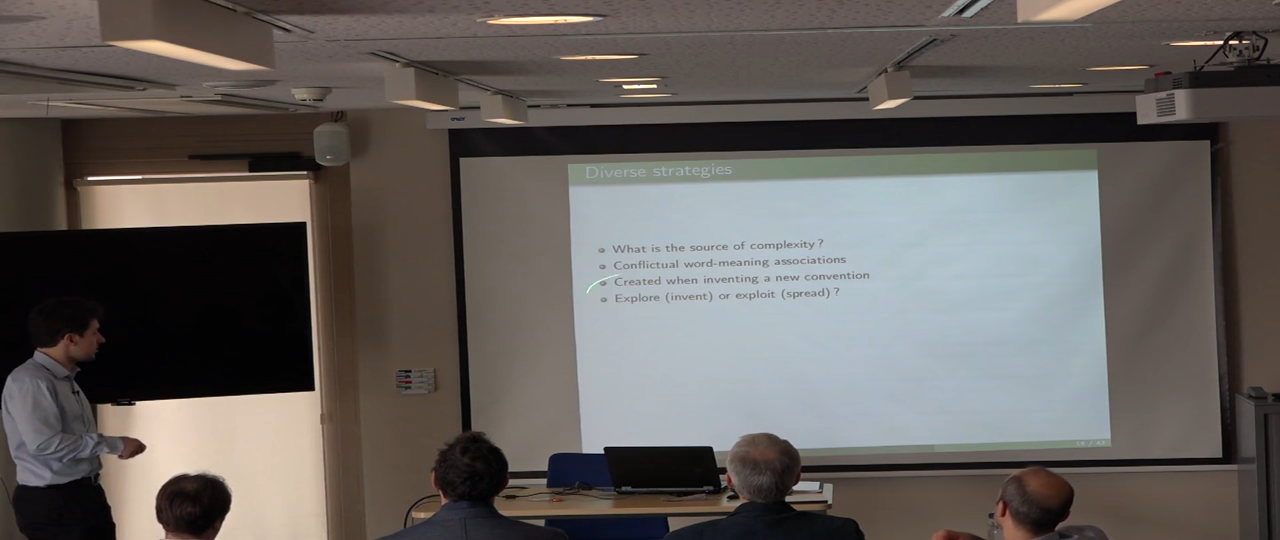 Diverse strategies
What is the source of complexity ?
Conflictual word-meaning associations
Created when inventing a new convention
Explore (invent) or exploit (spread) ?